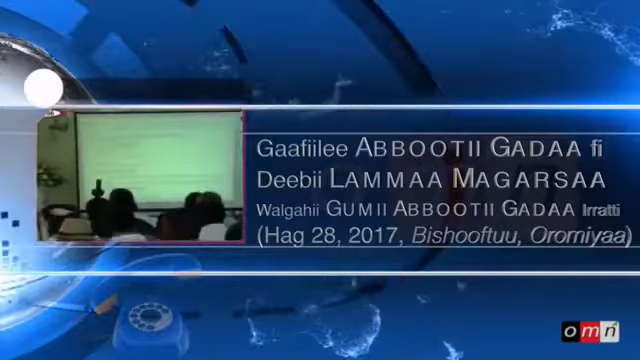 Gaafiilee ABBOOTII GADAA fi
Deebii LAMMAA MAGARSAA
Walgahii GUMII ABBOOTII GADAA Irratti
(Hag 28, 2017, Bishooftuu, Oromiyaa)
omn